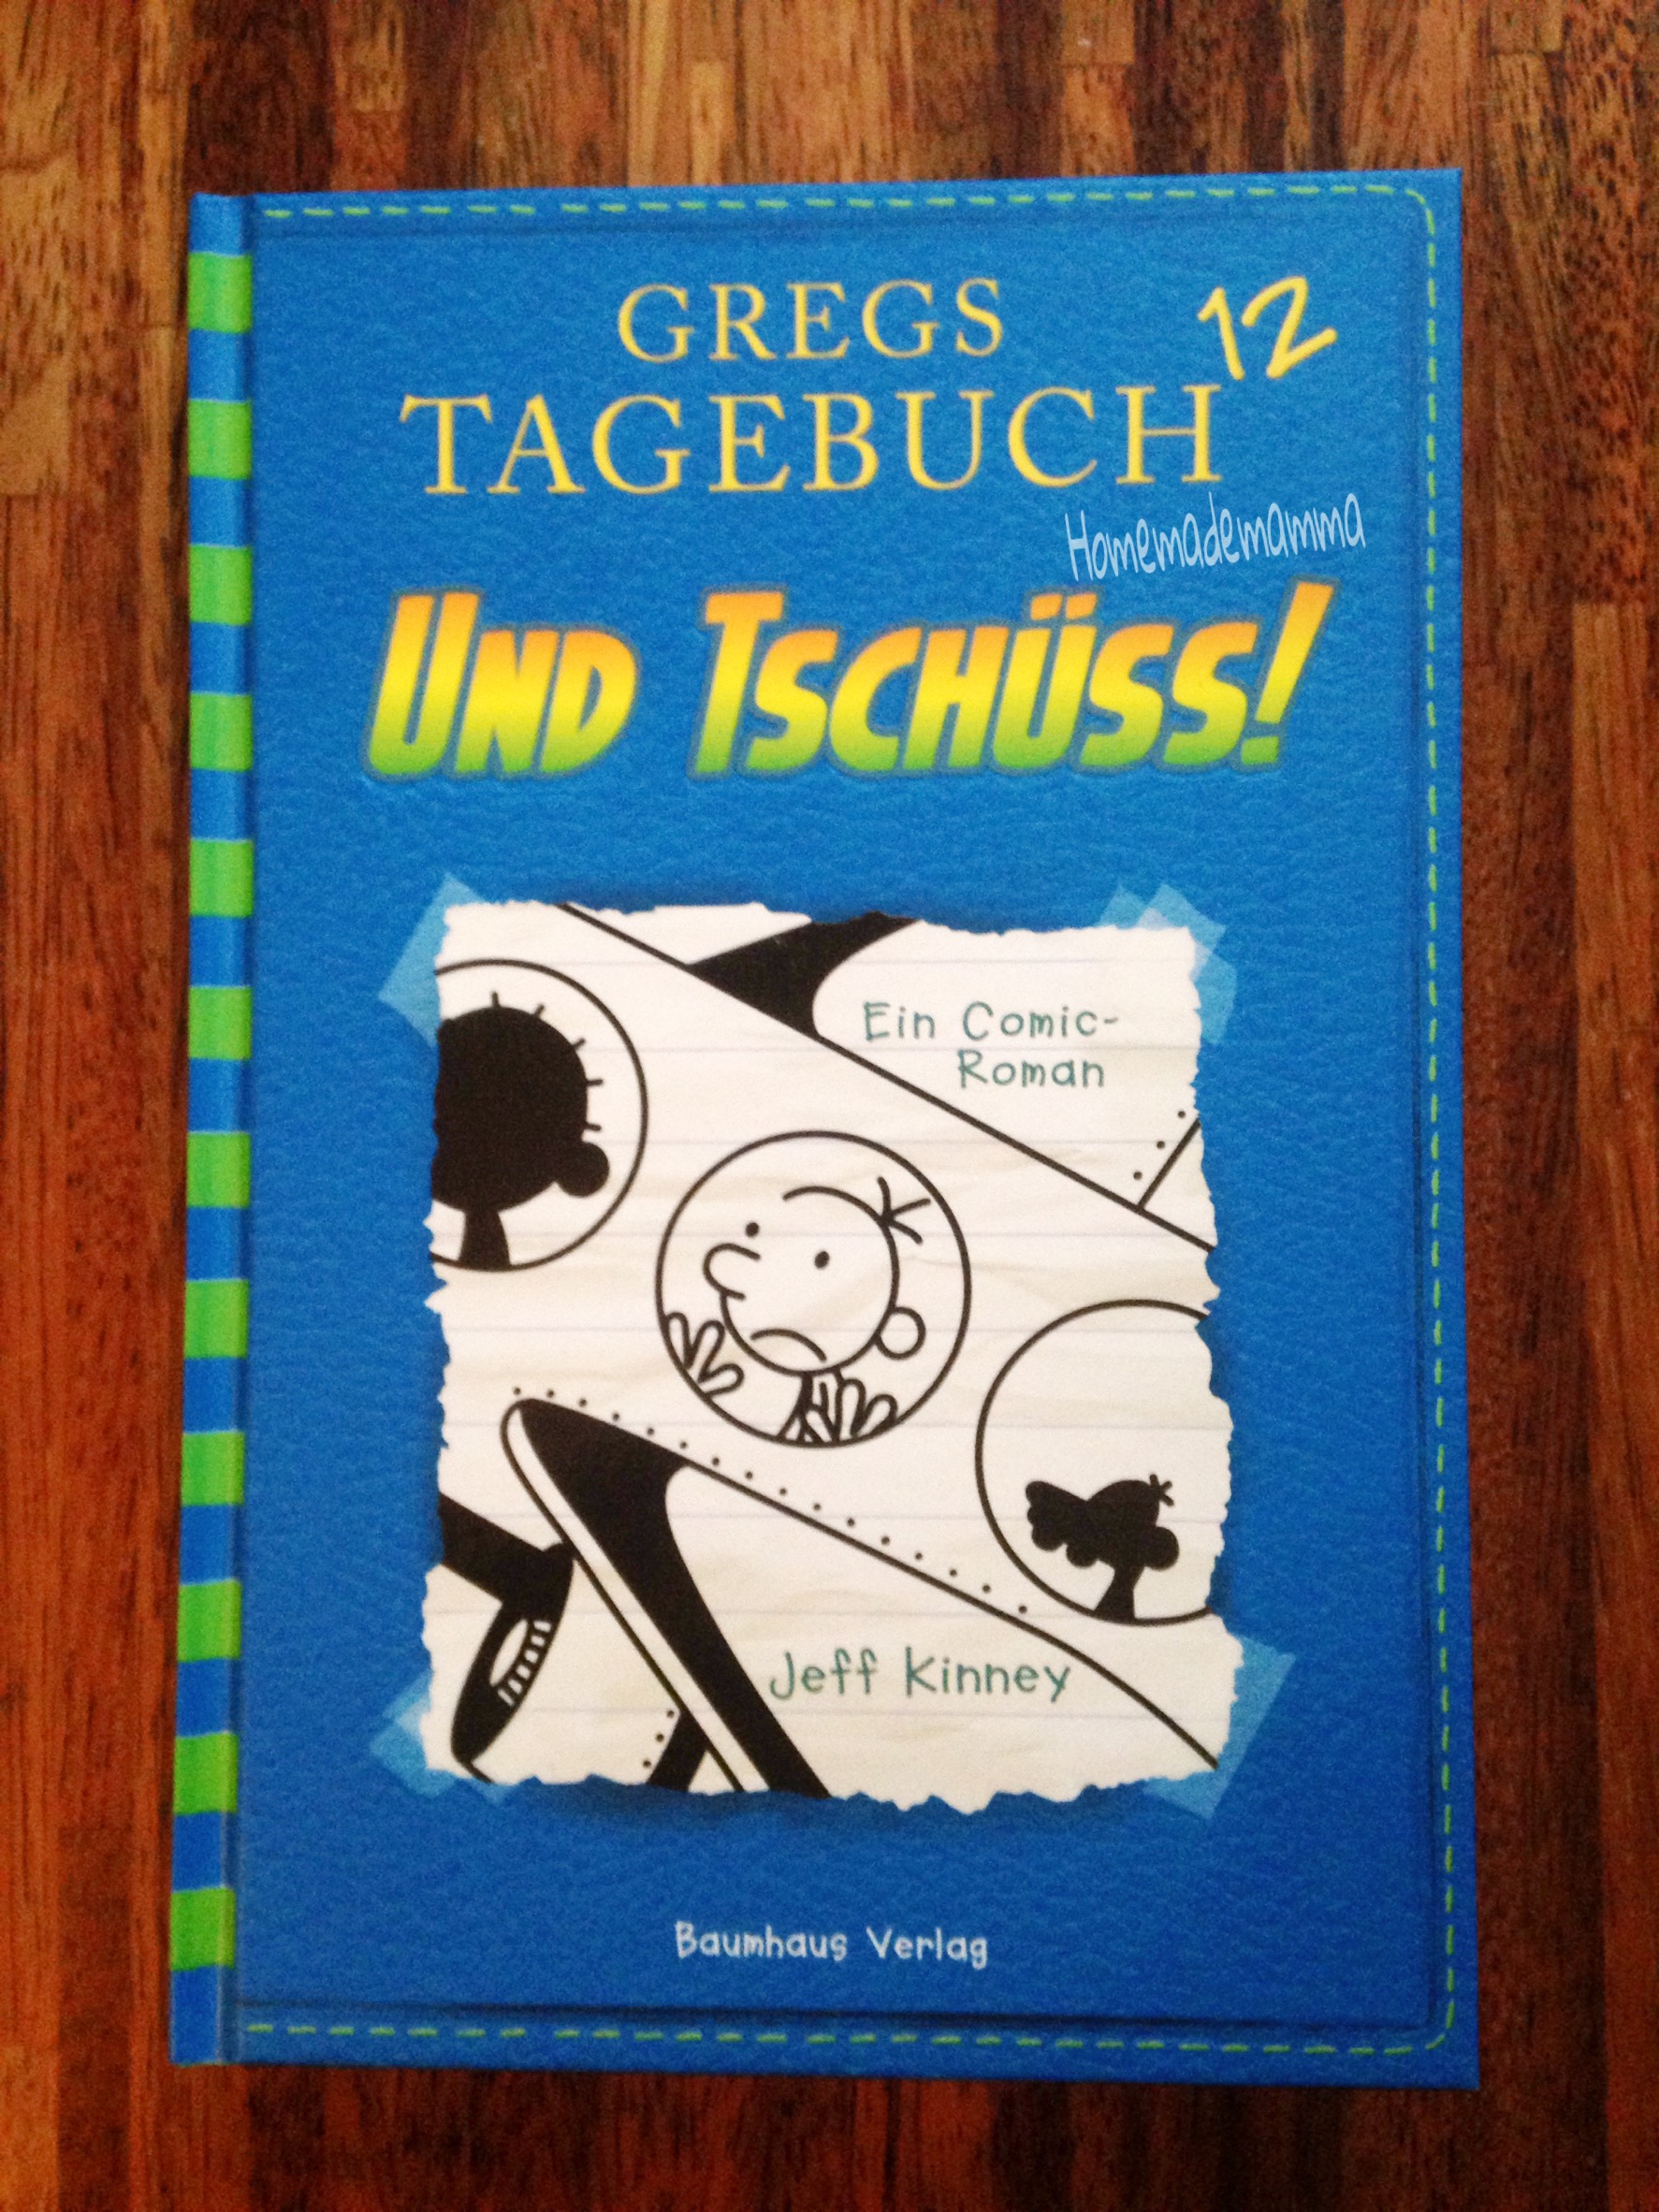 GREGS
TAGEBUCH 12
Homemademamma
UND TSCHÜSS!
Ein Comic-
Roman
Jeff Kinney
Baumhaus Verlag